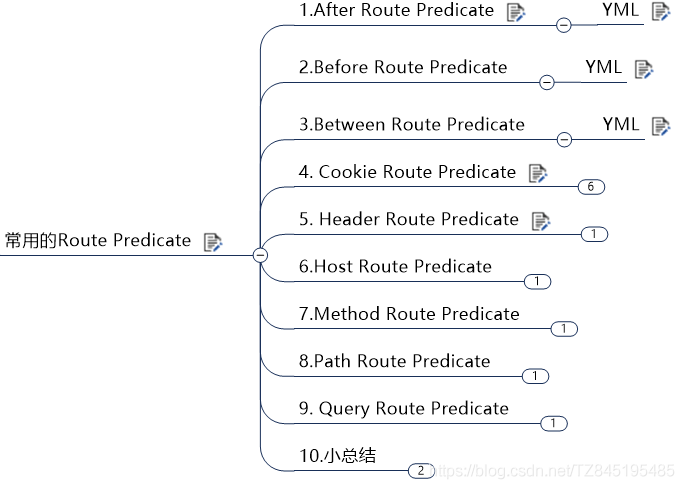 1.After Route Predicate
YML
2.Before Route Predicate
YML
3.Between Route Predicate
YML
4. Cookie Route Predicate
6
常用的Route Predicate
5. Header Route Predicate
1
6.Host Route Predicate
1
7.Method Route Predicate
1
8.Path Route Predicate
1
9. Query Route Predicate
1
10.小总结
2
https://blog.csdn.net/TZ845195485